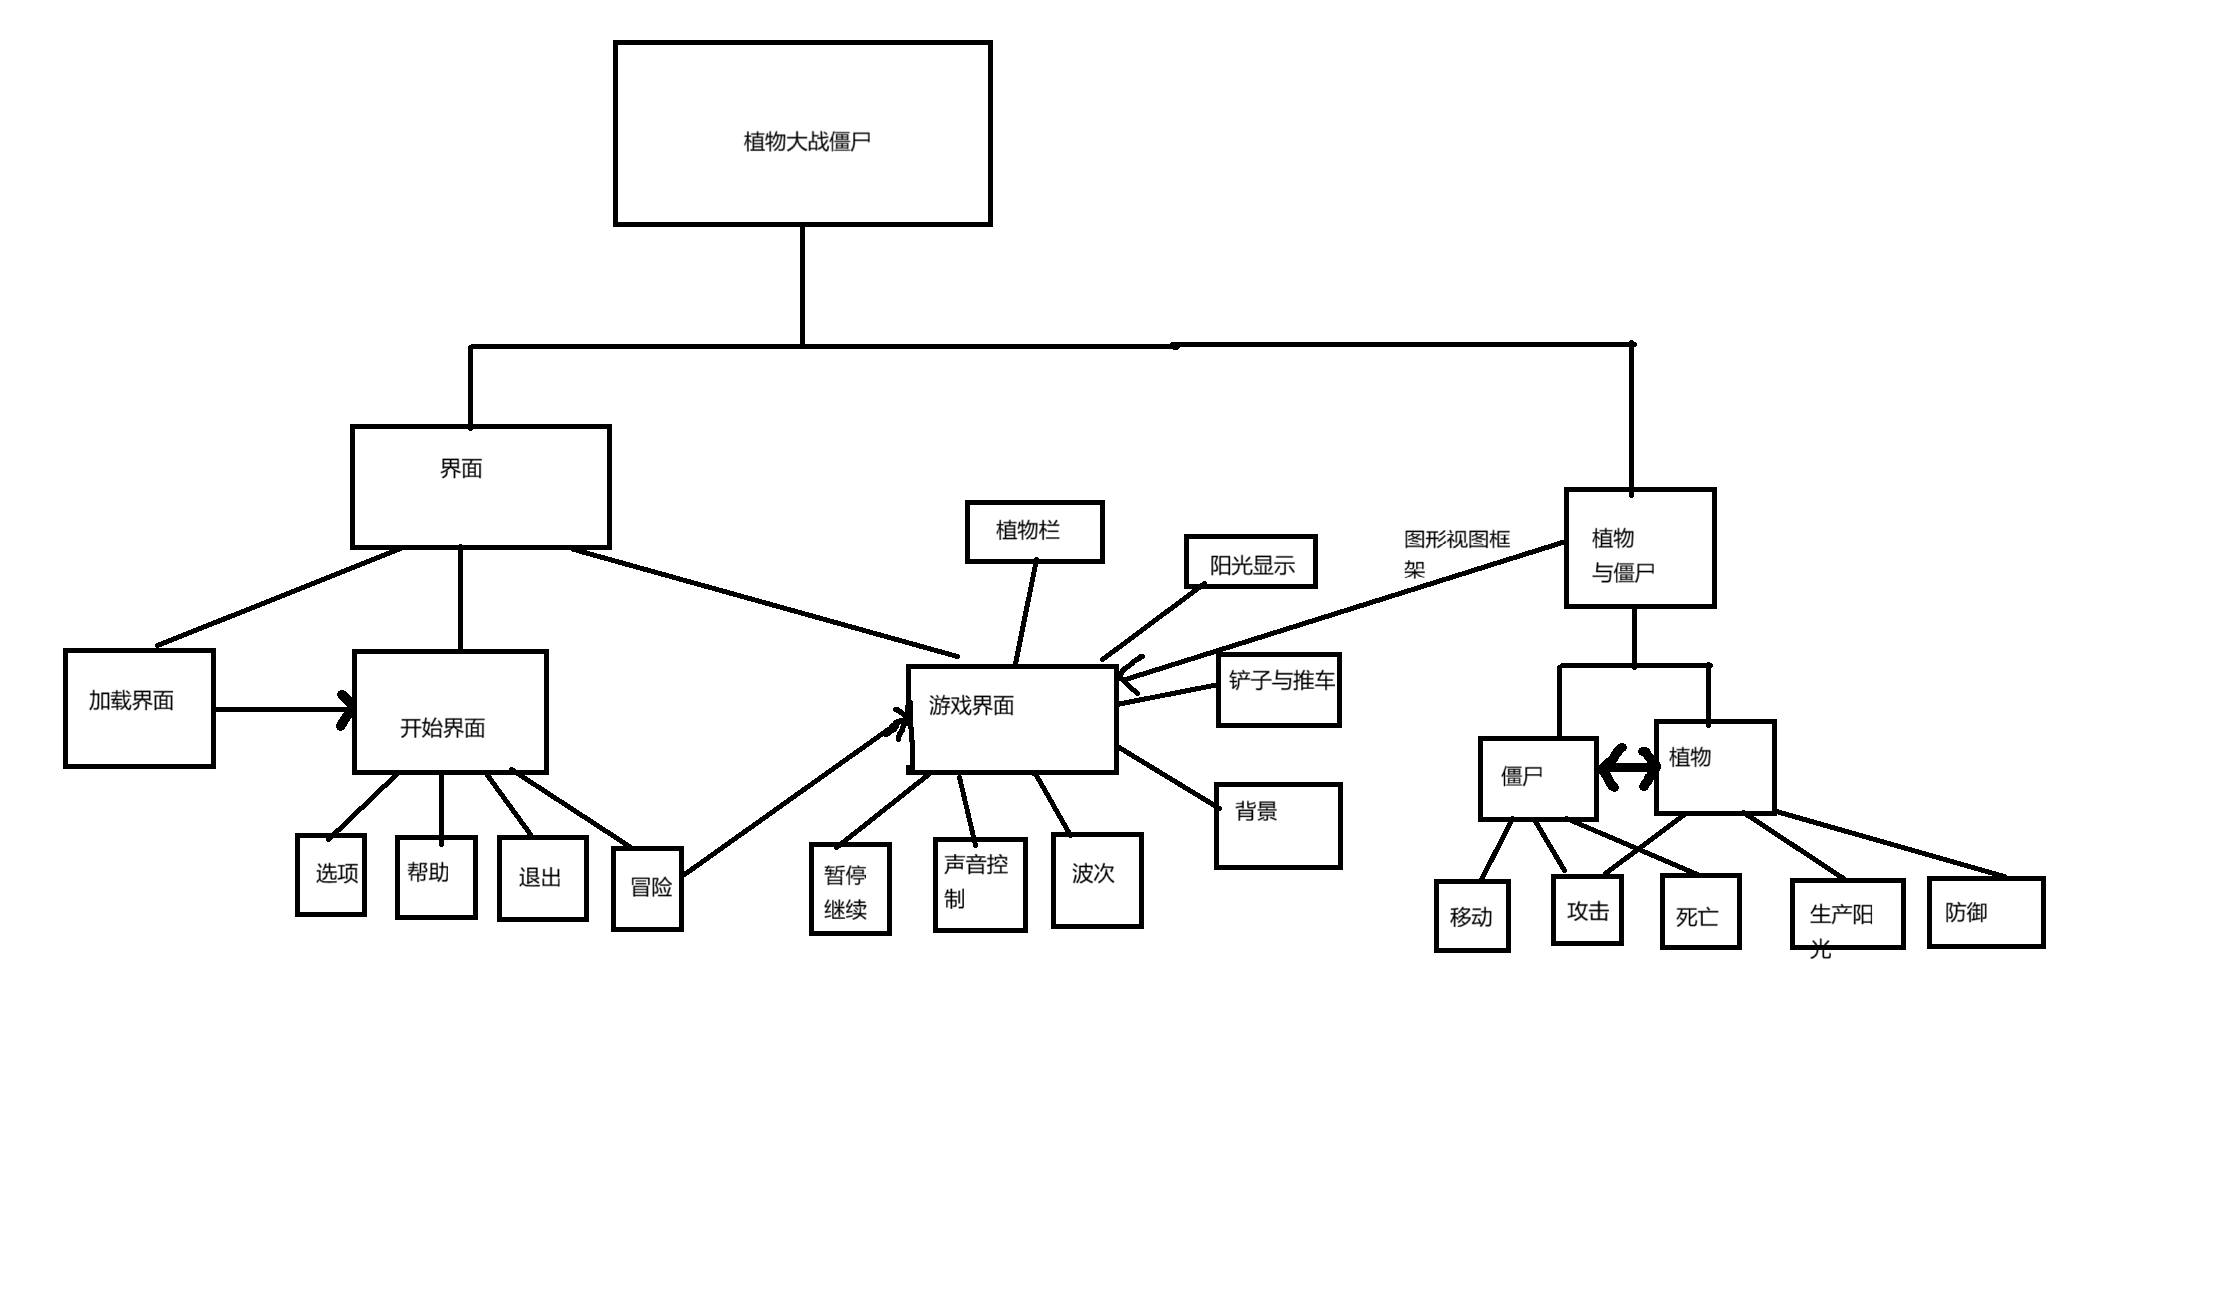 植物大战僵尸
界面
植物栏
阳光显示
图形视图框
架
植物
与僵尸
加载界面
开始界面
游戏界面
铲子与推车
僵尸
植物
选项
帮助
退出
冒险
暂停
继续
声音控
制
波次
背景
移动
攻击
死亡
生产阳
光
防御